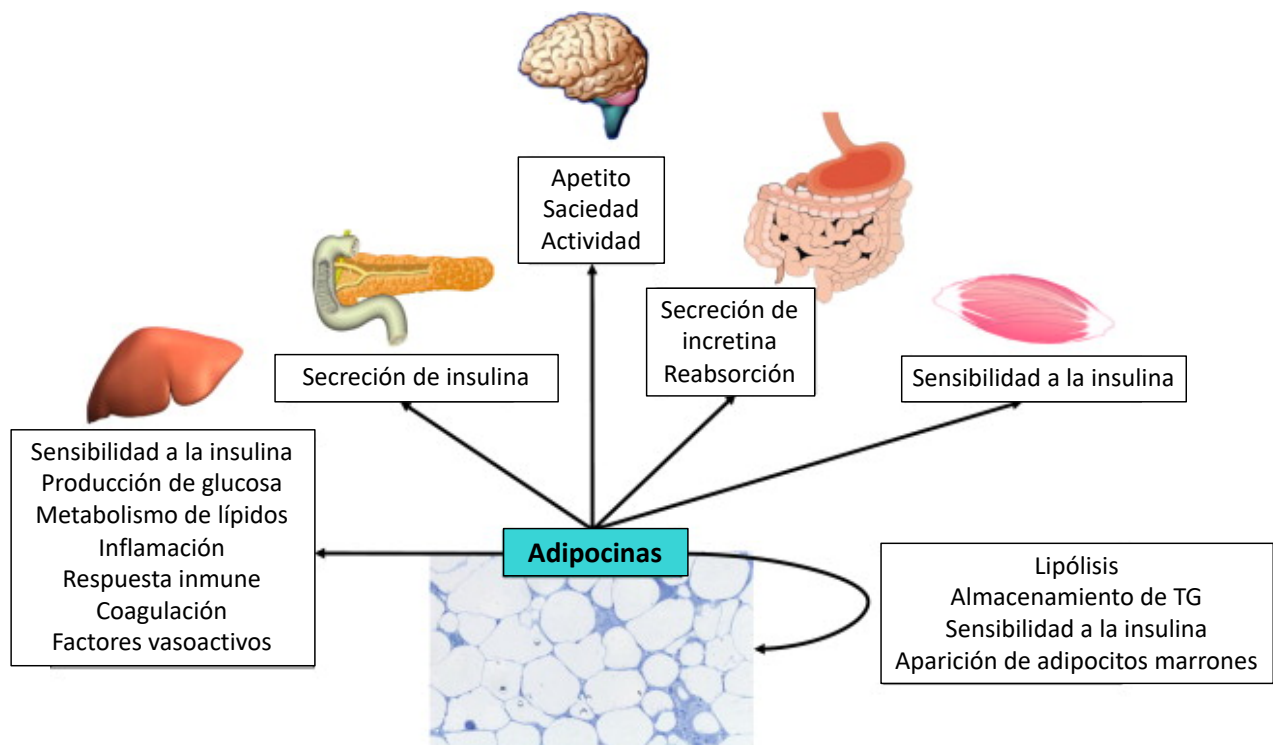 Apetito
Saciedad
Actividad
Secreción de
incretina
Reabsorción
Secreción de insulina
Sensibilidad a la insulina
Sensibilidad a la insulina
Producción de glucosa
Metabolismo de lípidos
Inflamación
Respuesta inmune
Coagulación
Factores vasoactivos
Adipocinas
Lipólisis
Almacenamiento de TG
Sensibilidad a la insulina
Aparición de adipocitos marrones